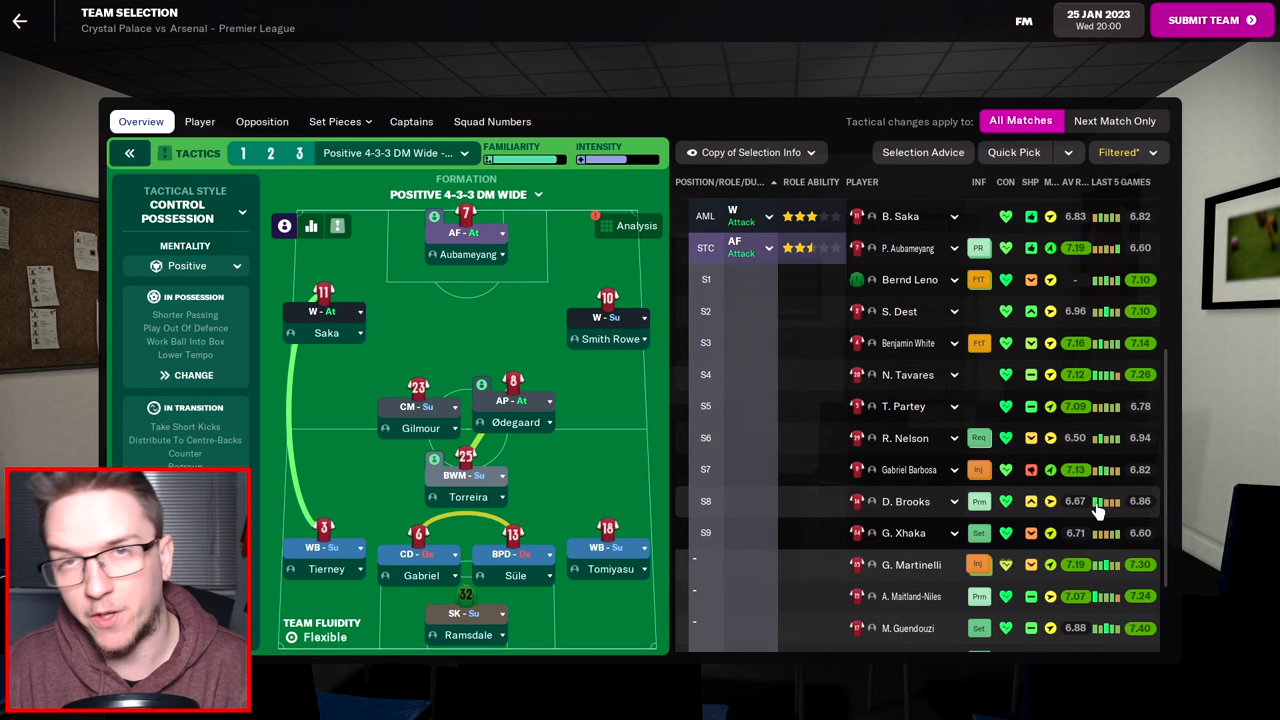 TEAM SELECTION
Crystal Palace vs Arsenal - Premier League
FM
25 JAN 2023
Wed 20:00
SUBMIT TEAM
Overview
Player
Opposition
Set Pieces
Captains
Squad Numbers
Tactical changes apply to:
All Matches
Next Match Only
TACTICS
1 2 3
Positive 4-3-3 DM Wide -...
FAMILIARITY
INTENSITY
Copy of Selection Info
Selection Advice
Quick Pick
Filtered*
TACTICAL STYLE
CONTROL
POSSESSION
MENTALITY
Positive
IN POSSESSION
Shorter Passing
Play Out Of Defence
Work Ball Into Box
Lower Tempo
CHANGE
IN TRANSITION
Take Short Kicks
Distribute To Centre-Backs
Counter
Regroup
FORMATION
POSITIVE 4-3-3 DM WIDE
Analysis
7
AF - At
Aubameyang
11
W - At
Saka
10
W - Su
Smith Rowe
23
CM - Su
Gilmour
8
AP - At
Ødegaard
25
BWM - Su
Torreira
3
WB - Su
Tierney
6
CD - De
Gabriel
13
BPD - De
Süle
18
WB - Su
Tomiyasu
32
SK - Su
Ramsdale
TEAM FLUIDITY
Flexible
POSITION/ROLE/DU... ROLE ABILITY PLAYER INF CON SHP M... AV R... LAST 5 GAMES
AML W Attack B. Saka 6.83 6.82
STC AF Attack P. Aubameyang PR 7.19 6.60
S1 Bernd Leno FtT - 7.10
S2 S. Dest 6.96 7.10
S3 Benjamin White FtT 7.16 7.14
S4 N. Tavares 7.12 7.26
S5 T. Partey 7.09 6.78
S6 R. Nelson Req 6.50 6.94
S7 Gabriel Barbosa Inj 7.13 6.82
S8 D. Brooks Prm 6.67 6.86
S9 G. Xhaka Set 6.71 6.60
- G. Martinelli Inj 7.19 7.30
- A. Maitland-Niles Prm 7.07 7.24
- M. Guendouzi Set 6.88 7.40